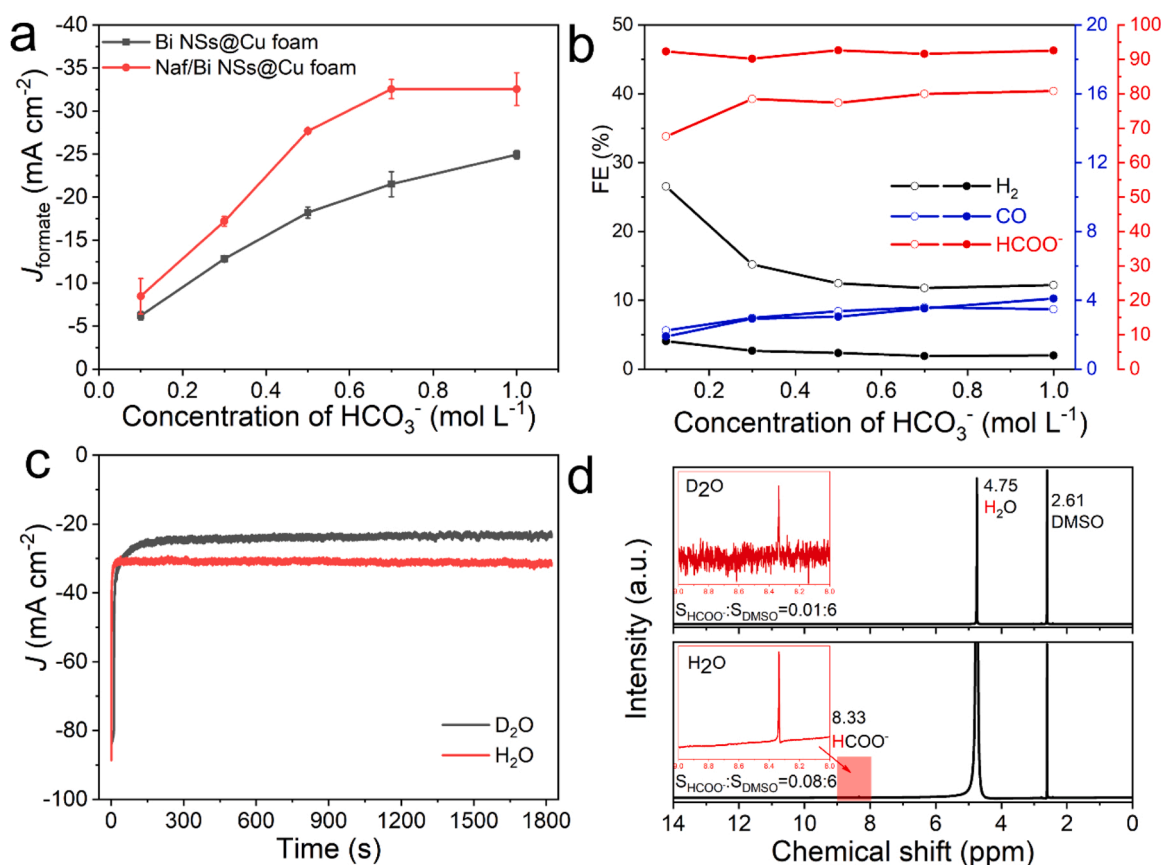 a
-40
-35
-30
-25
-20
-15
-10
-5
0
J formate (mA cm-2)
Bi NSs@Cu foam
Naf/Bi NSs@Cu foam
0.0 0.2 0.4 0.6 0.8 1.0
Concentration of HCO3- (mol L-1)
b
50
40
30
20
10
0
FE (%)
H2
CO
HCOO-
20
16
12
8
4
0
100
90
80
70
60
50
40
30
20
10
0
0.2 0.4 0.6 0.8 1.0
Concentration of HCO3- (mol L-1)
c
0
-20
-40
-60
-80
-100
J (mA cm-2)
D2O
H2O
0 300 600 900 1200 1500 1800
Time (s)
d
Intensity (a.u.)
D2O
9.0 8.8 8.6 8.4 8.2 8.0
SHCOO-:SDMSO=0.01:6
4.75
H2O
2.61
DMSO
H2O
9.0 8.8 8.6 8.4 8.2 8.0
SHCOO-:SDMSO=0.08:6
8.33
HCOO-
14 12 10 8 6 4 2 0
Chemical shift (ppm)